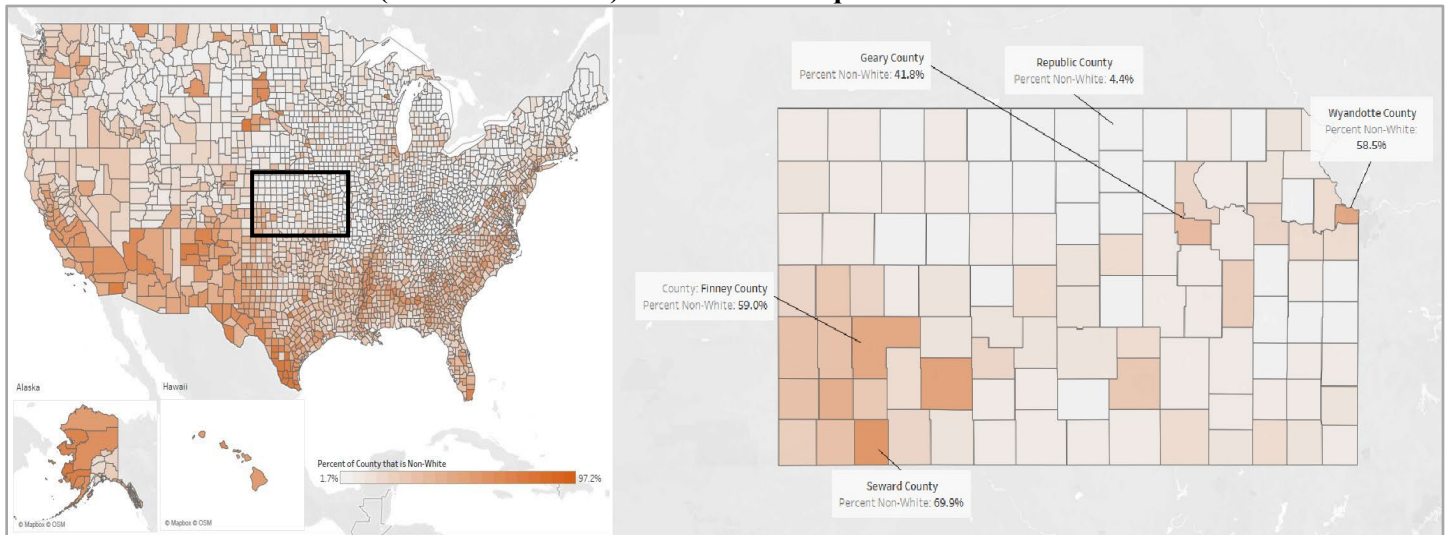 Geary County
Percent Non-White: 41.8%
Republic County
Percent Non-White: 4.4%
Wyandotte County
Percent Non-White:
58.5%
County: Finney County
Percent Non-White: 59.0%
Seward County
Percent Non-White: 69.9%
Alaska
Hawaii
Percent of County that is Non-White
1.7%
97.2%
© Mapbox © OSM
© Mapbox © OSM